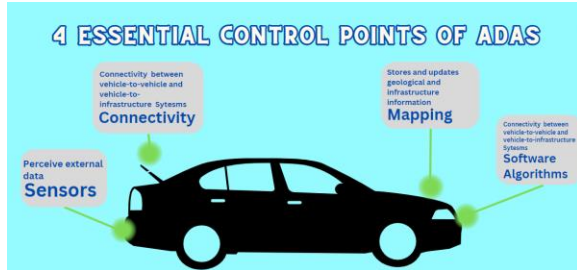 4 ESSENTIAL CONTROL POINTS OF ADAS
Connectivity between
vehicle-to-vehicle and
vehicle-to-
infrastructure Sytesms
Connectivity
Stores and updates
geological and
infrastructure
information
Mapping
Perceive external
data
Sensors
Connectivity between
vehicle-to-vehicle and
vehicle-to-infrastructure
Sytesms
Software
Algorithms